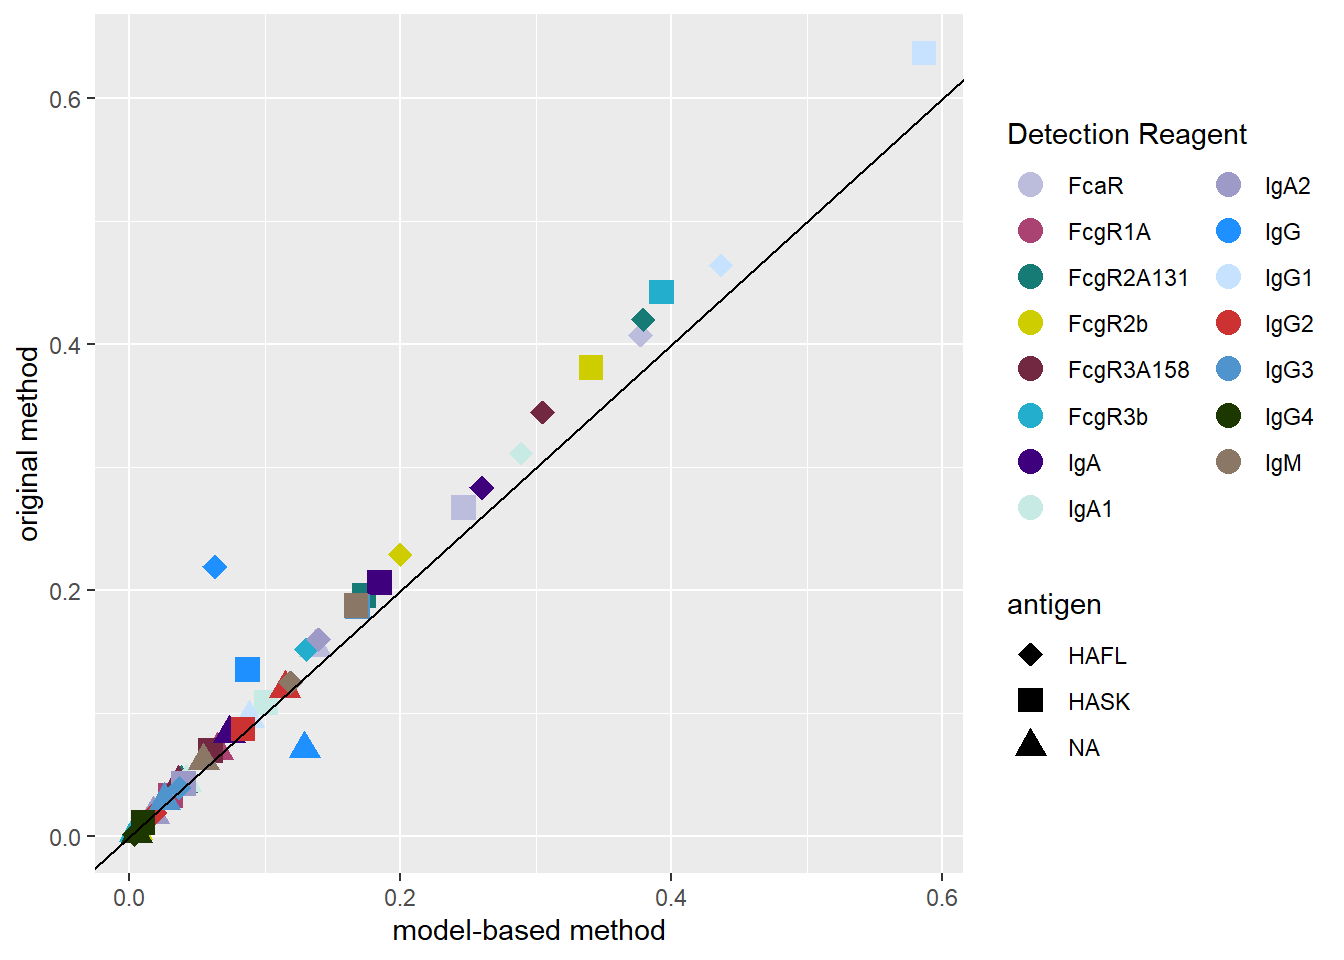 0.6
0.4
0.2
0.0
original method
0.0
0.2
0.4
0.6
model-based method
Detection Reagent
FcaR
FcgR1A
FcgR2A131
FcgR2b
FcgR3A158
FcgR3b
IgA
IgA1
IgA2
IgG
IgG1
IgG2
IgG3
IgG4
IgM
antigen
HAFL
HASK
NA